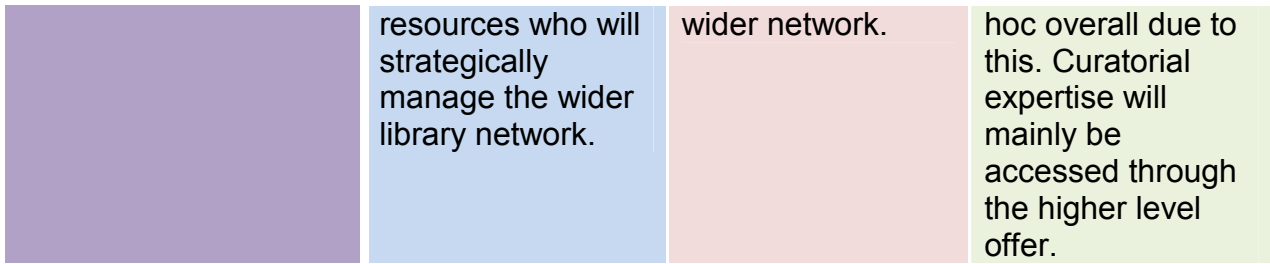 resources who will
strategically
manage the wider
library network.
wider network.
hoc overall due to
this. Curatorial
expertise will
mainly be
accessed through
the higher level
offer.